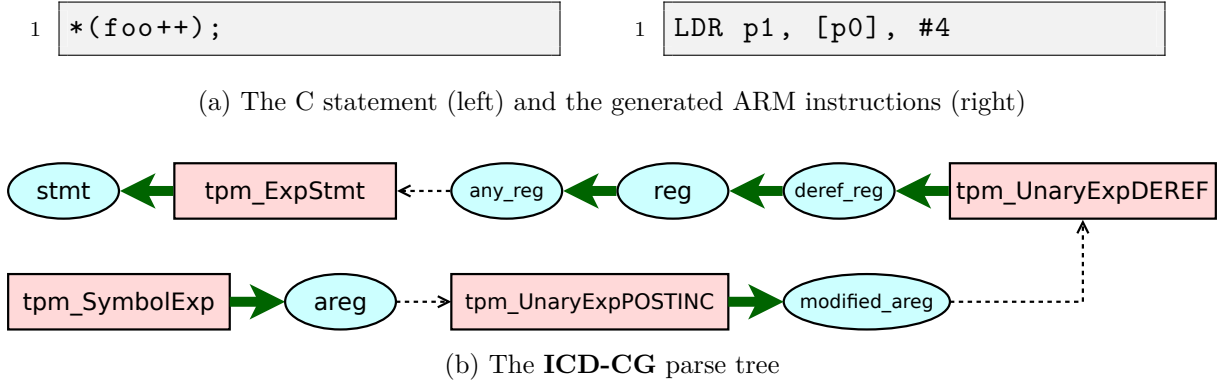 1 *(foo++);
1 LDR p1, [p0], #4
(a) The C statement (left) and the generated ARM instructions (right)
stmt tpm_ExpStmt any_reg reg deref_reg tpm_UnaryExpDEREF
tpm_SymbolExp areg tpm_UnaryExpPOSTINC modified_areg
(b) The ICD-CG parse tree